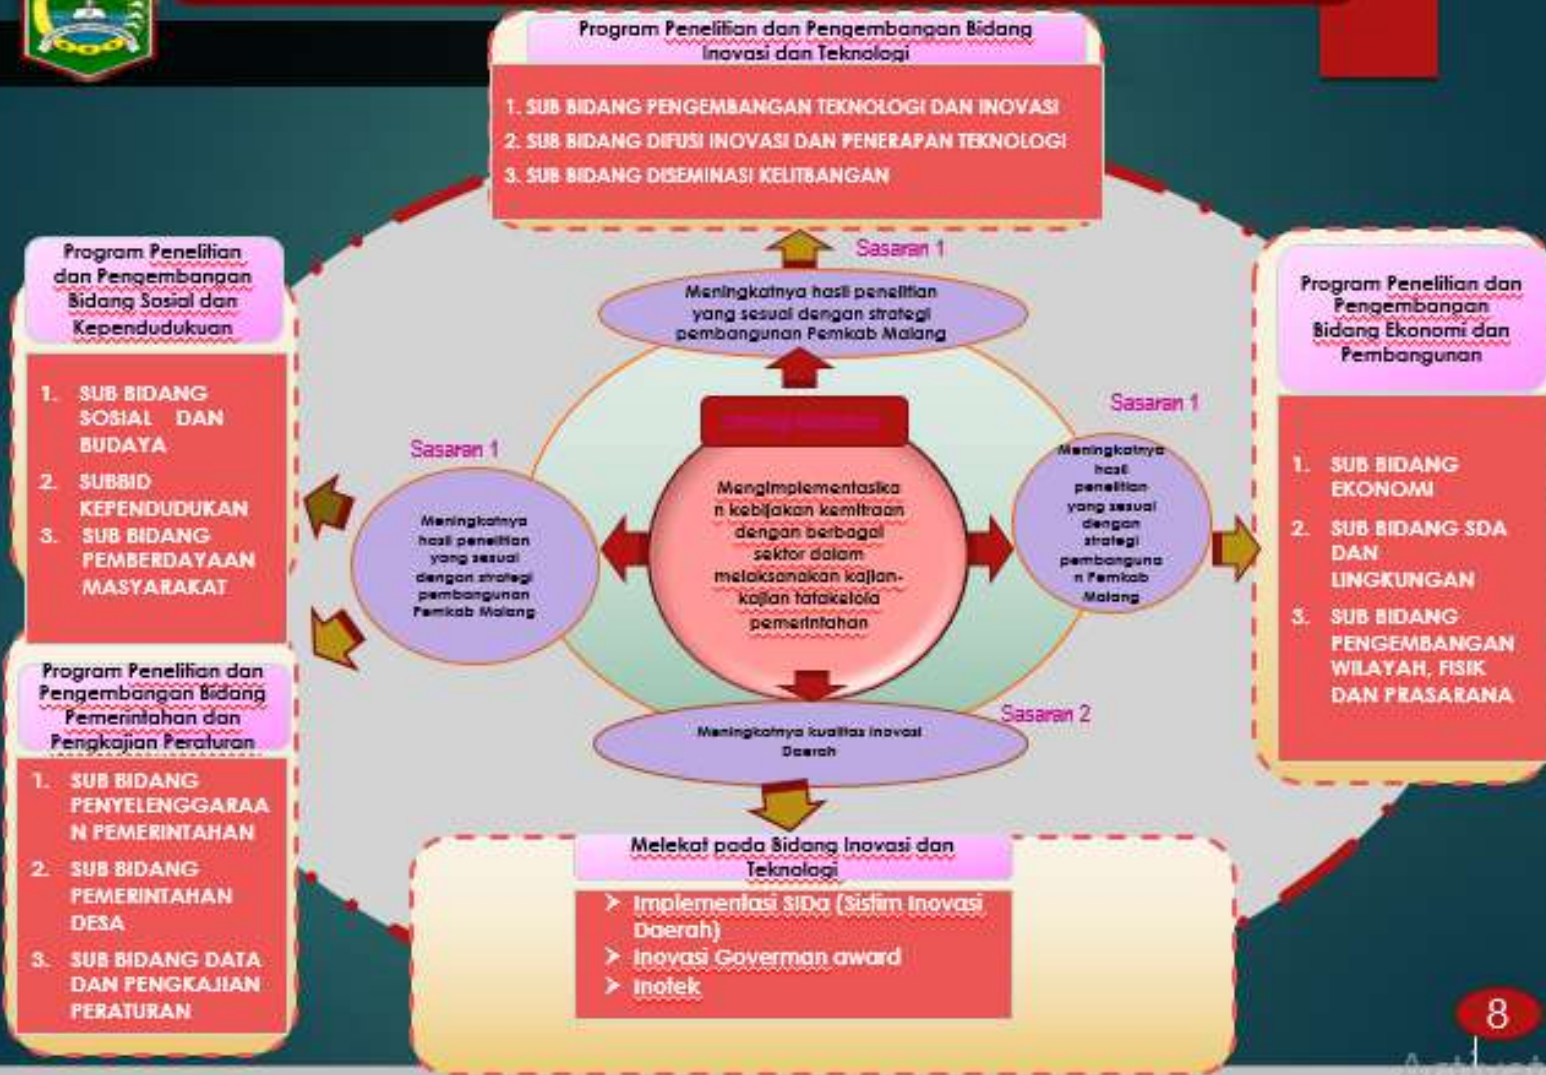 Program Penelitian dan Pengembangan Bidang
Inovasi dan Teknologi
1. SUB BIDANG PENGEMBANGAN TEKNOLOGI DAN INOVASI
2. SUB BIDANG DIFUSI INOVASI DAN PENERAPAN TEKNOLOGI
3. SUB BIDANG DISEMINASI KELITBANGAN
Sasaran 1
Meningkatnya hasil penelitian
yang sesuai dengan strategi
pembangunan Pemkab Malang
Program Penelitian
dan Pengembangan
Bidang Sosial dan
Kependudukuan
1. SUB BIDANG
SOSIAL DAN
BUDAYA
2. SUBBID
KEPENDUDUKAN
3. SUB BIDANG
PEMBERDAYAAN
MASYARAKAT
Sasaran 1
Meningkatnya
hasil penelitian
yang sesuai
dengan strategi
pembangunan
Pemkab Malang
Mengimplementasika
n kebijakan kemitraan
dengan berbagai
sektor dalam
melaksanakan kajian-
kajian tatakelola
pemerintahan
Sasaran 1
Meningkatnya
hasil
penelitian
yang sesuai
dengan
strategi
pembanguna
n Pemkab
Malang
Program Penelitian dan
Pengembangan
Bidang Ekonomi dan
Pembangunan
1. SUB BIDANG
EKONOMI
2. SUB BIDANG SDA
DAN
LINGKUNGAN
3. SUB BIDANG
PENGEMBANGAN
WILAYAH, FISIK
DAN PRASARANA
Program Penelitian dan
Pengembangan Bidang
Pemerintahan dan
Pengkajian Peraturan
1. SUB BIDANG
PENYELENGGARAA
N PEMERINTAHAN
2. SUB BIDANG
PEMERINTAHAN
DESA
3. SUB BIDANG DATA
DAN PENGKAJIAN
PERATURAN
Sasaran 2
Meningkatnya kualitas inovasi
Daerah
Melekat pada Bidang Inovasi dan
Teknologi
➢ Implementasi SIDa (Sistim Inovasi
Daerah)
➢ Inovasi Governan award
➢ Inotek
8